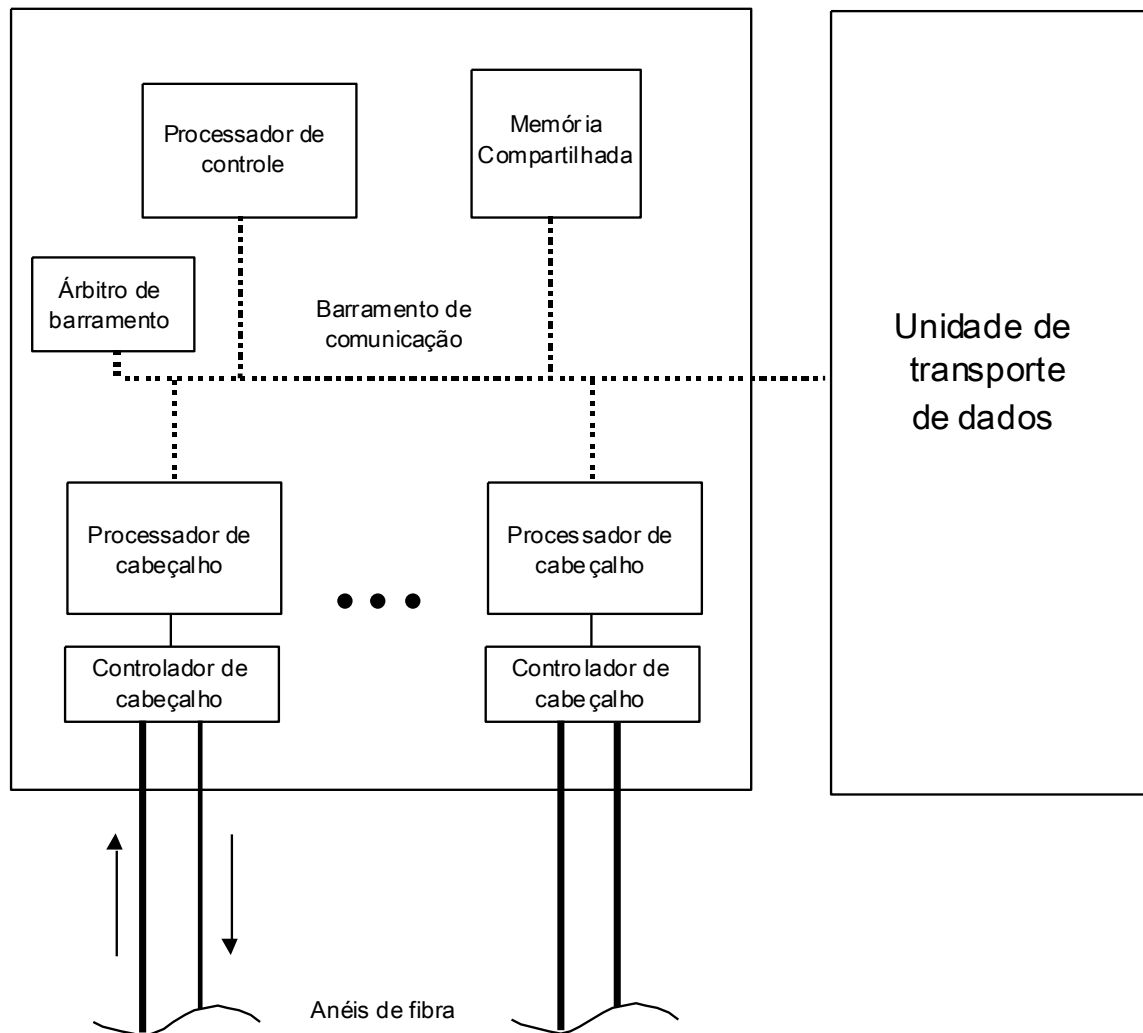 Processador de
controle
Memória
Compartilhada
Árbitro de
barramento
Barramento de
comunicação
Unidade de
transporte
de dados
Processador de
cabeçalho
Processador de
cabeçalho
Controlador de
cabeçalho
Controlador de
cabeçalho
Anéis de fibra